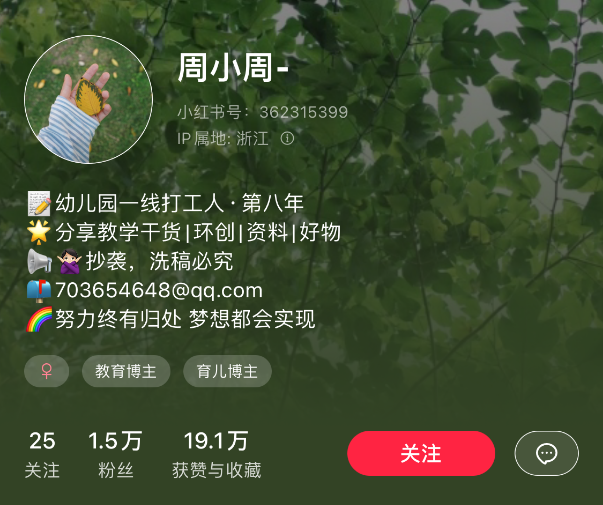 周小周-
小红书号：362315399
IP属地: 浙江
幼儿园一线打工人·第八年
分享教学干货|环创|资料|好物
抄袭，洗稿必究
703654648@qq.com
努力终有归处 梦想都会实现
教育博主 育儿博主
25 1.5万 19.1万
关注 粉丝 获赞与收藏
关注